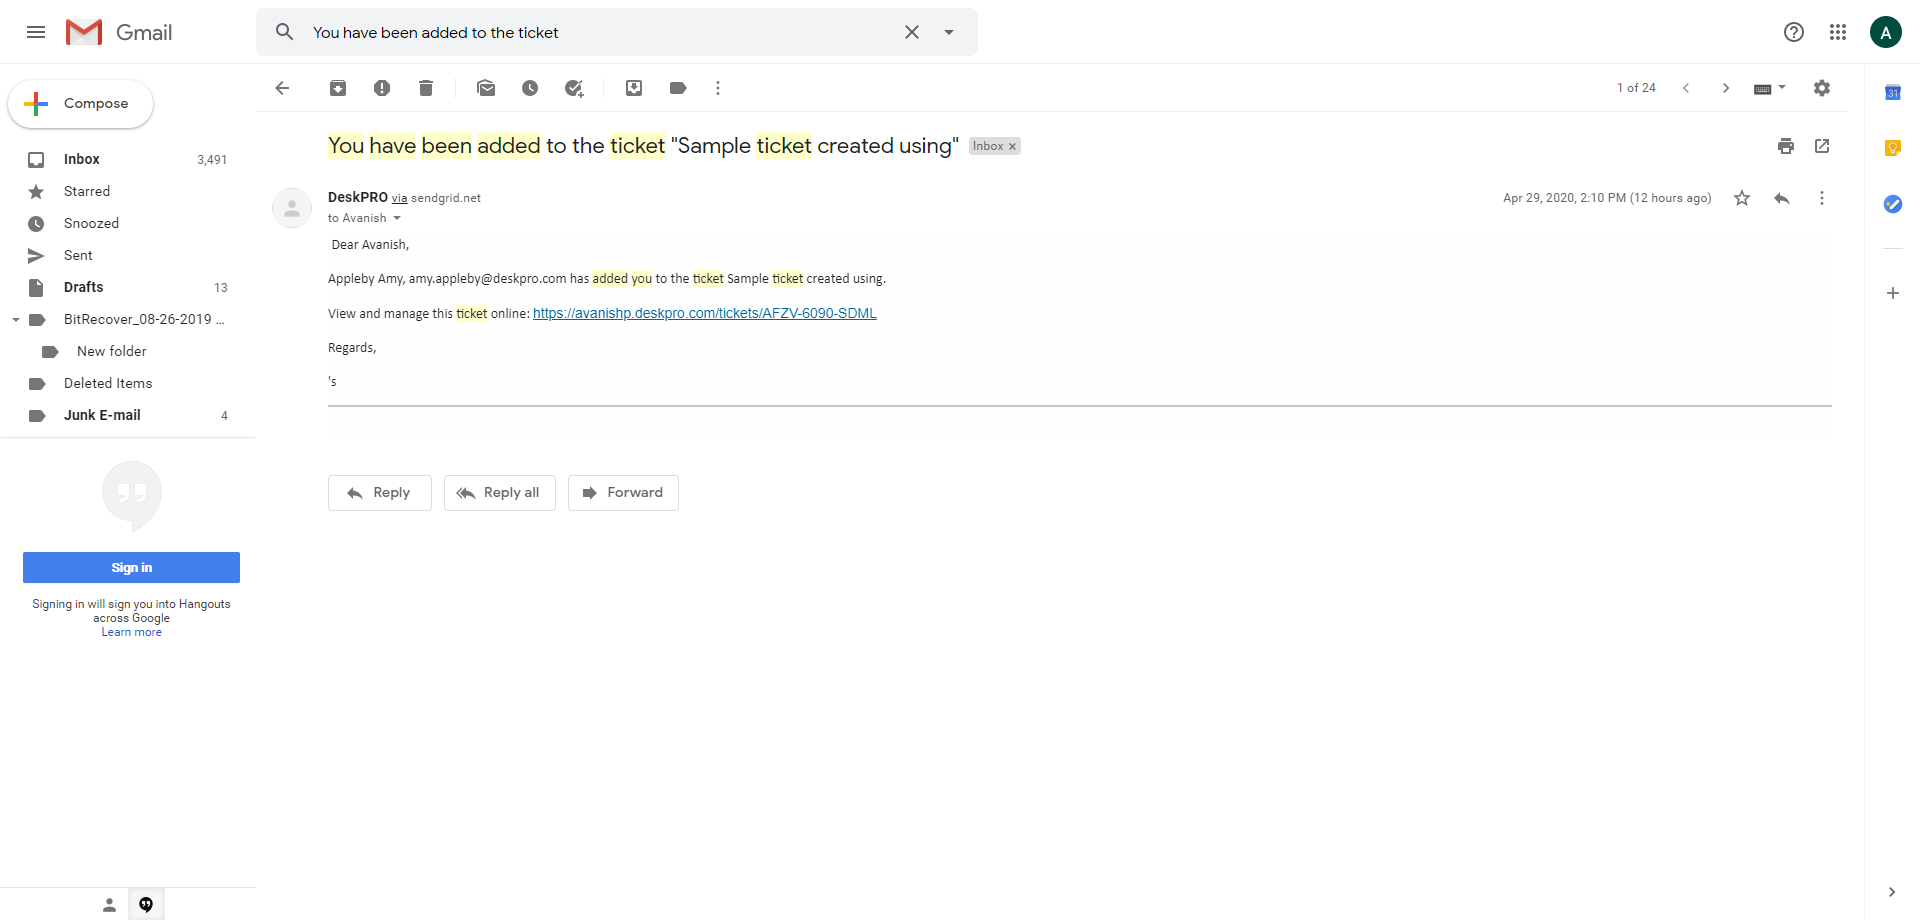 Gmail
You have been added to the ticket
A
Compose
1 of 24
31
Inbox 3,491
Starred
Snoozed
Sent
Drafts 13
BitRecover_08-26-2019 ...
New folder
Deleted Items
Junk E-mail 4
Sign in
Signing in will sign you into Hangouts
across Google
Learn more
You have been added to the ticket "Sample ticket created using" Inbox x
DeskPRO via sendgrid.net
Apr 29, 2020, 2:10 PM (12 hours ago)
to Avanish
Dear Avanish,
Appleby Amy, amy.appleby@deskpro.com has added you to the ticket Sample ticket created using.
View and manage this ticket online: https://avanishp.deskpro.com/tickets/AFZV-6090-SDML
Regards,
's
Reply
Reply all
Forward